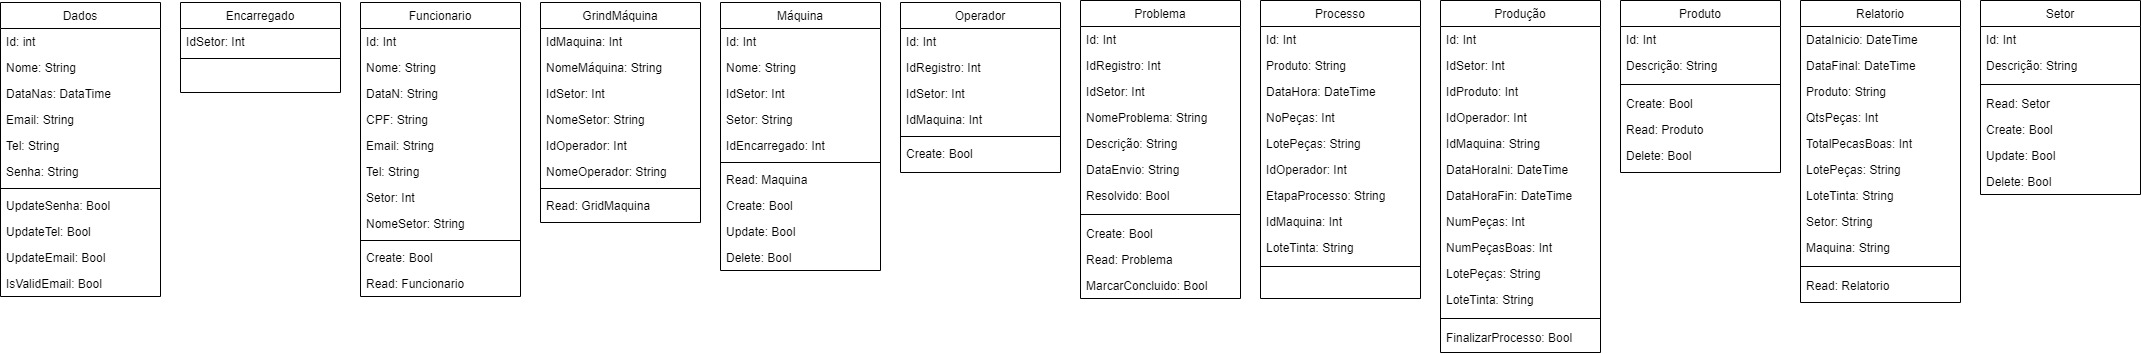 Dados
Id: int
Nome: String
DataNas: DataTime
Email: String
Tel: String
Senha: String
UpdateSenha: Bool
UpdateTel: Bool
UpdateEmail: Bool
IsValidEmail: Bool
Encarregado
IdSetor: Int
Funcionario
Id: Int
Nome: String
DataN: String
CPF: String
Email: String
Tel: String
Setor: Int
NomeSetor: String
Create: Bool
Read: Funcionario
GrindMáquina
IdMaquina: Int
NomeMáquina: String
IdSetor: Int
NomeSetor: String
IdOperador: Int
NomeOperador: String
Read: GridMaquina
Máquina
Id: Int
Nome: String
IdSetor: Int
Setor: String
IdEncarregado: Int
Read: Maquina
Create: Bool
Update: Bool
Delete: Bool
Operador
Id: Int
IdRegistro: Int
IdSetor: Int
IdMaquina: Int
Create: Bool
Problema
Id: Int
IdRegistro: Int
IdSetor: Int
NomeProblema: String
Descrição: String
DataEnvio: String
Resolvido: Bool
Create: Bool
Read: Problema
MarcarConcluido: Bool
Processo
Id: Int
Produto: String
DataHora: DateTime
NoPeças: Int
LotePeças: String
IdOperador: Int
EtapaProcesso: String
IdMaquina: Int
LoteTinta: String
Produção
Id: Int
IdSetor: Int
IdProduto: Int
IdOperador: Int
IdMaquina: String
DataHoraIni: DateTime
DataHoraFin: DateTime
NumPeças: Int
NumPeçasBoas: Int
LotePeças: String
LoteTinta: String
FinalizarProcesso: Bool
Produto
Id: Int
Descrição: String
Create: Bool
Read: Produto
Delete: Bool
Relatorio
DataInicio: DateTime
DataFinal: DateTime
Produto: String
QtsPeças: Int
TotalPecasBoas: Int
LotePeças: String
LoteTinta: String
Setor: String
Maquina: String
Read: Relatorio
Setor
Id: Int
Descrição: String
Read: Setor
Create: Bool
Update: Bool
Delete: Bool